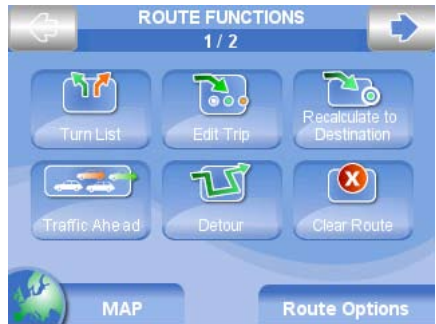 ROUTE FUNCTIONS
1 / 2
Turn List
Edit Trip
Recalculate to
Destination
Traffic Ahead
Detour
Clear Route
MAP
Route Options